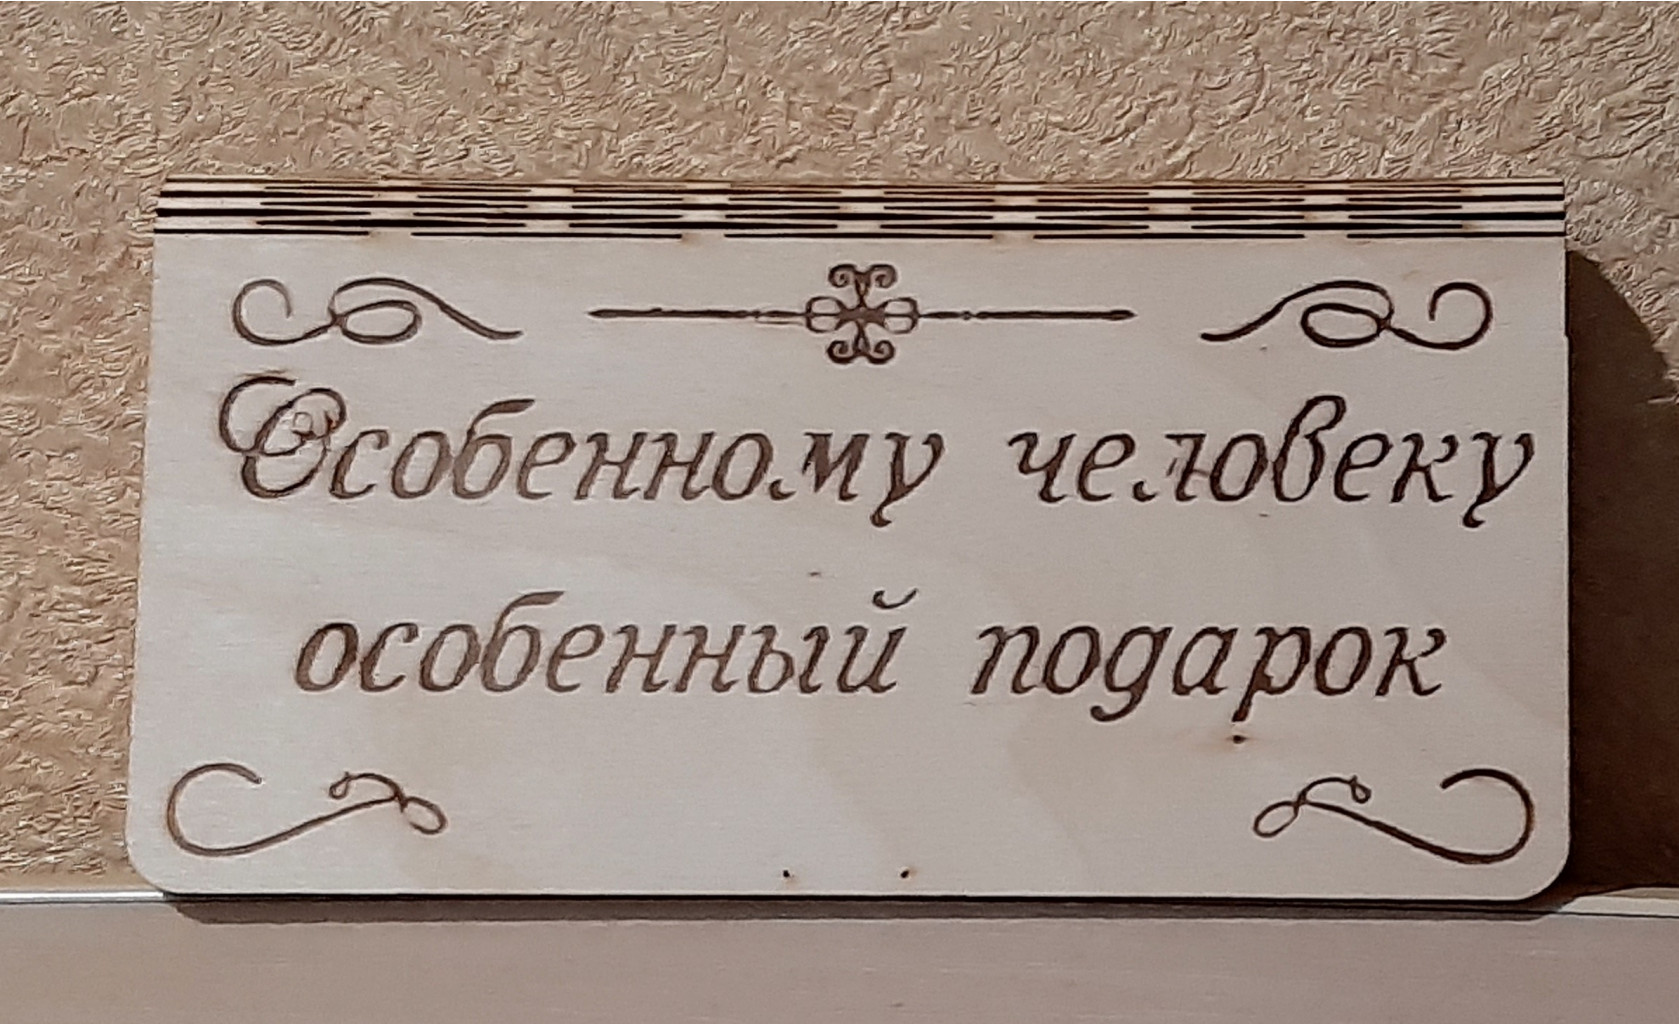 Особенному человеку
особенный подарок